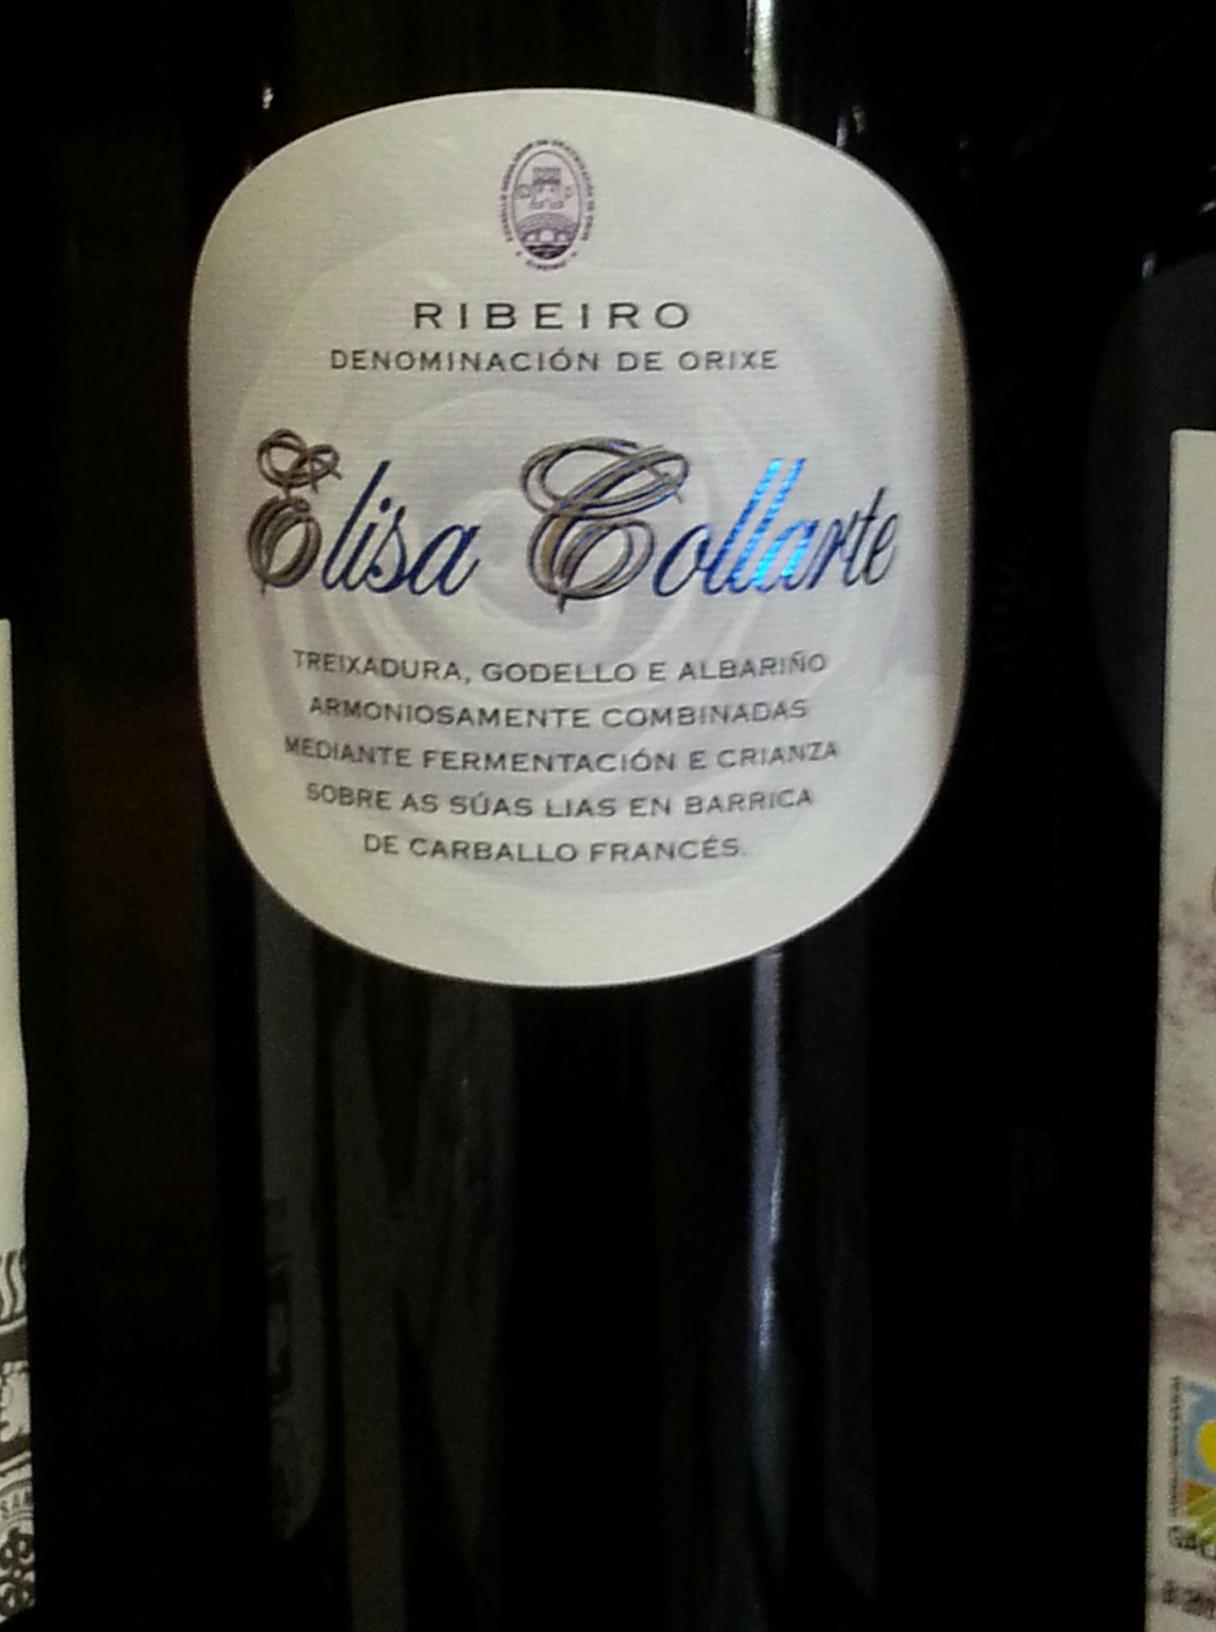 RIBEIRO
DENOMINACIÓN DE ORIXE
Elisa Collarte
TREIXADURA, GODELLO E ALBARIÑO
ARMONIOSAMENTE COMBINADAS
MEDIANTE FERMENTACIÓN E CRIANZA
SOBRE AS SÚAS LIAS EN BARRICA
DE CARBALLO FRANCÉS.